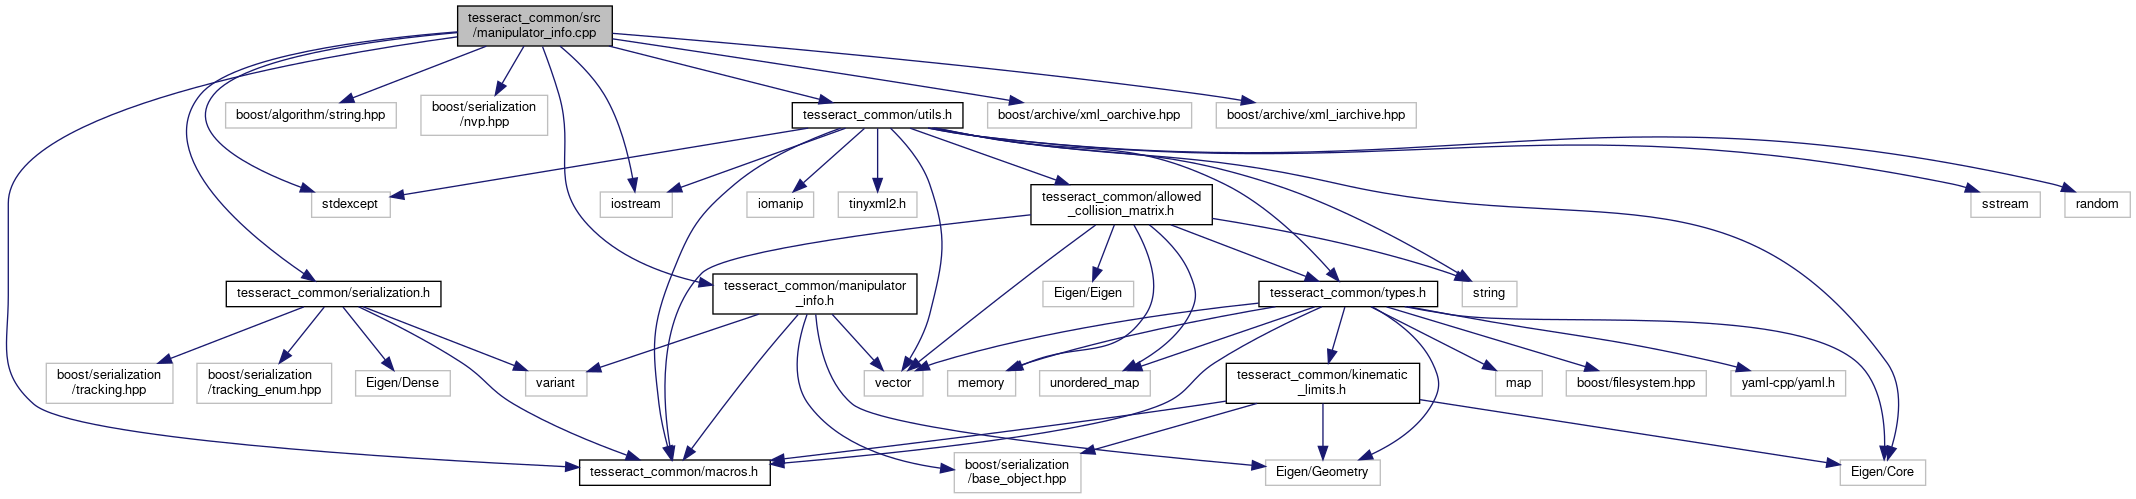 tesseract_common/src
/manipulator_info.cpp
boost/algorithm/string.hpp
boost/serialization
/nvp.hpp
tesseract_common/utils.h
boost/archive/xml_oarchive.hpp
boost/archive/xml_iarchive.hpp
stdexcept
iostream
iomanip
tinyxml2.h
tesseract_common/allowed
_collision_matrix.h
sstream
random
tesseract_common/serialization.h
tesseract_common/manipulator
_info.h
Eigen/Eigen
tesseract_common/types.h
string
boost/serialization
/tracking.hpp
boost/serialization
/tracking_enum.hpp
Eigen/Dense
variant
vector
memory
unordered_map
tesseract_common/kinematic
_limits.h
map
boost/filesystem.hpp
yaml-cpp/yaml.h
tesseract_common/macros.h
boost/serialization
/base_object.hpp
Eigen/Geometry
Eigen/Core